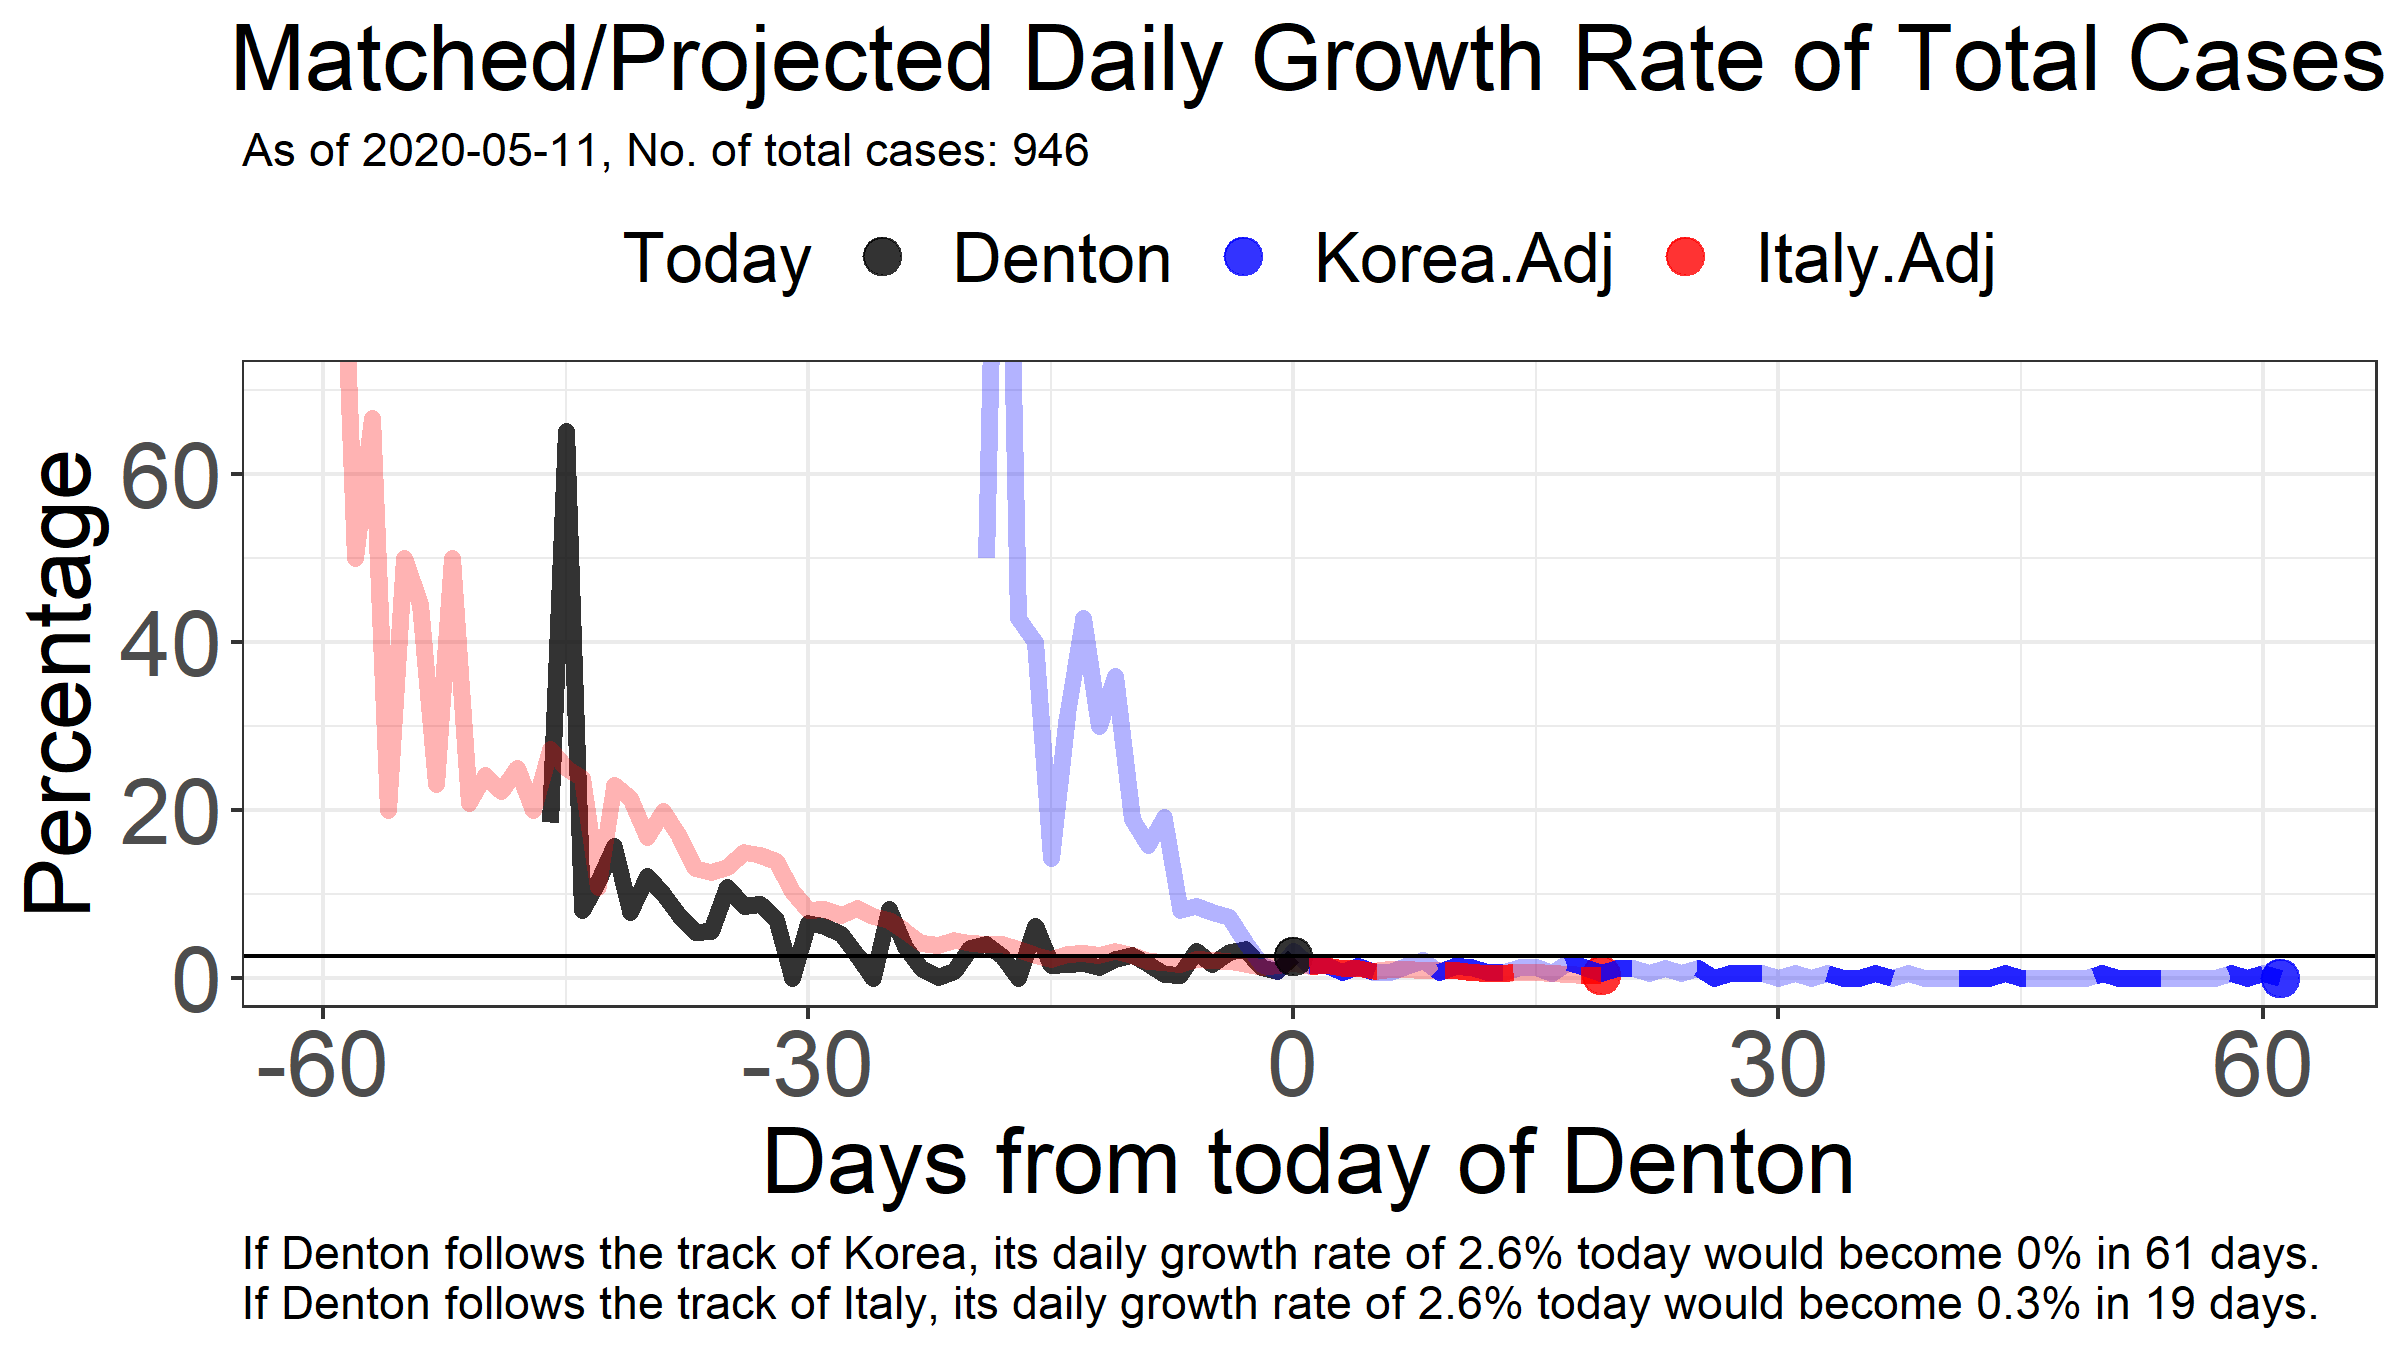 Matched/Projected Daily Growth Rate of Total Cases
As of 2020-05-11, No. of total cases: 946
Today Denton Korea.Adj Italy.Adj
Percentage
60
40
20
0
-60 -30 0 30 60
Days from today of Denton
If Denton follows the track of Korea, its daily growth rate of 2.6% today would become 0% in 61 days.
If Denton follows the track of Italy, its daily growth rate of 2.6% today would become 0.3% in 19 days.